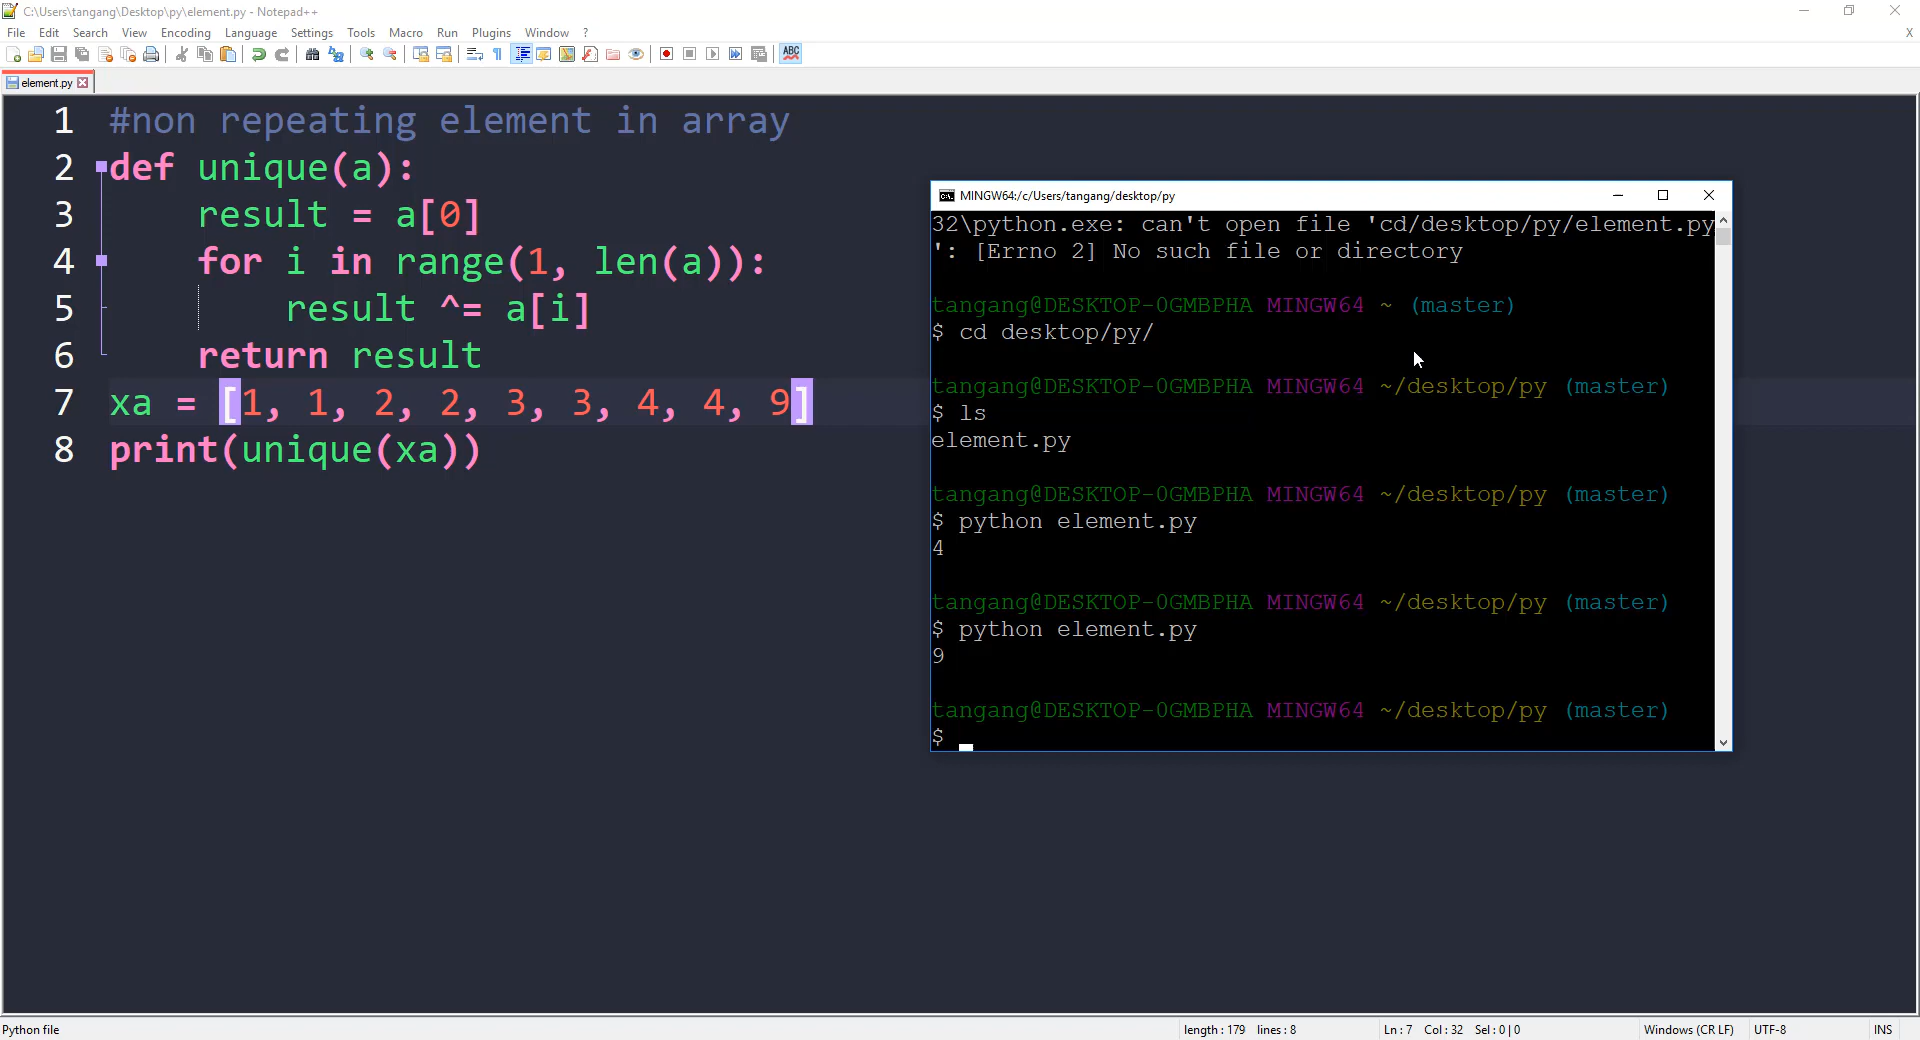 C:\Users\tangang\Desktop\py\element.py - Notepad++
File Edit Search View Encoding Language Settings Tools Macro Run Plugins Window ? X
ABC
element.py
1 #non repeating element in array
2 def unique(a):
3     result = a[0]
4     for i in range(1, len(a)):
5         result ^= a[i]
6     return result
7 xa = [1, 1, 2, 2, 3, 3, 4, 4, 9]
8 print(unique(xa))
MINGW64:/c/Users/tangang/desktop/py
32\python.exe: can't open file 'cd/desktop/py/element.py
': [Errno 2] No such file or directory
tangang@DESKTOP-0GMBPHA MINGW64 ~ (master)
$ cd desktop/py/
tangang@DESKTOP-0GMBPHA MINGW64 ~/desktop/py (master)
$ ls
element.py
tangang@DESKTOP-0GMBPHA MINGW64 ~/desktop/py (master)
$ python element.py
4
tangang@DESKTOP-0GMBPHA MINGW64 ~/desktop/py (master)
$ python element.py
9
tangang@DESKTOP-0GMBPHA MINGW64 ~/desktop/py (master)
$
Python file length : 179 lines : 8 Ln : 7 Col : 32 Sel : 0 | 0 Windows (CR LF) UTF-8 INS